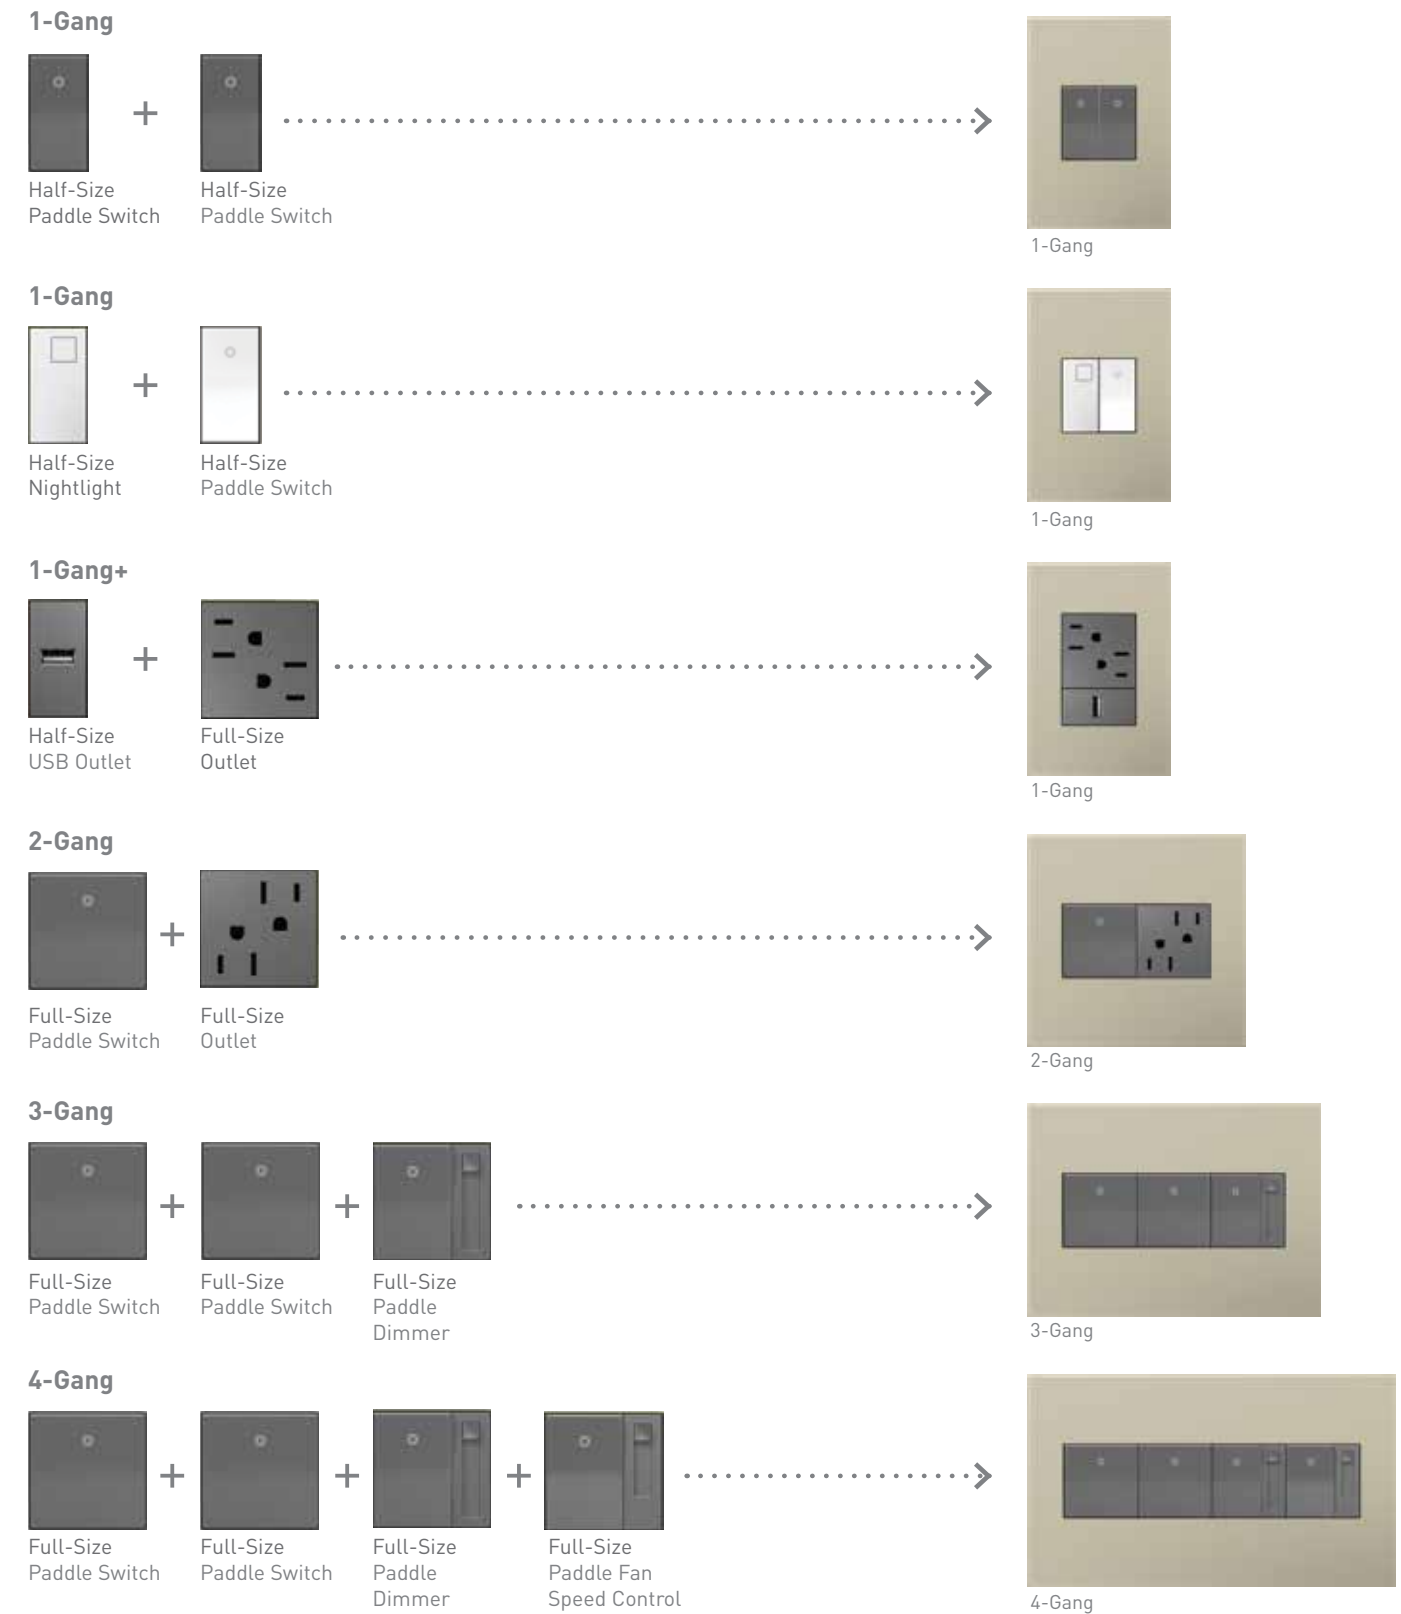 1-Gang
Half-Size
Paddle Switch
Half-Size
Paddle Switch
1-Gang
1-Gang
Half-Size
Nightlight
Half-Size
Paddle Switch
1-Gang
1-Gang+
Half-Size
USB Outlet
Full-Size
Outlet
1-Gang
2-Gang
Full-Size
Paddle Switch
Full-Size
Outlet
2-Gang
3-Gang
Full-Size
Paddle Switch
Full-Size
Paddle Switch
Full-Size
Paddle
Dimmer
3-Gang
4-Gang
Full-Size
Paddle Switch
Full-Size
Paddle Switch
Full-Size
Paddle
Dimmer
Full-Size
Paddle Fan
Speed Control
4-Gang